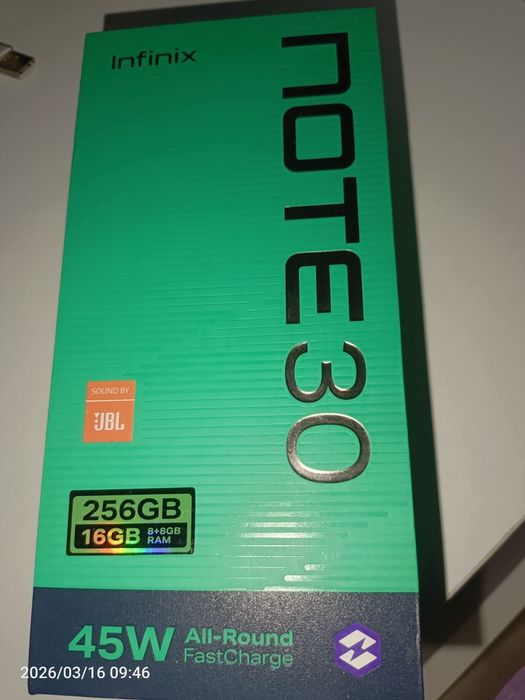 Infinix
NOTE 30
SOUND BY
JBL
256GB
16GB 8+8GB RAM
45W All-Round FastCharge
2026/03/16 09:46